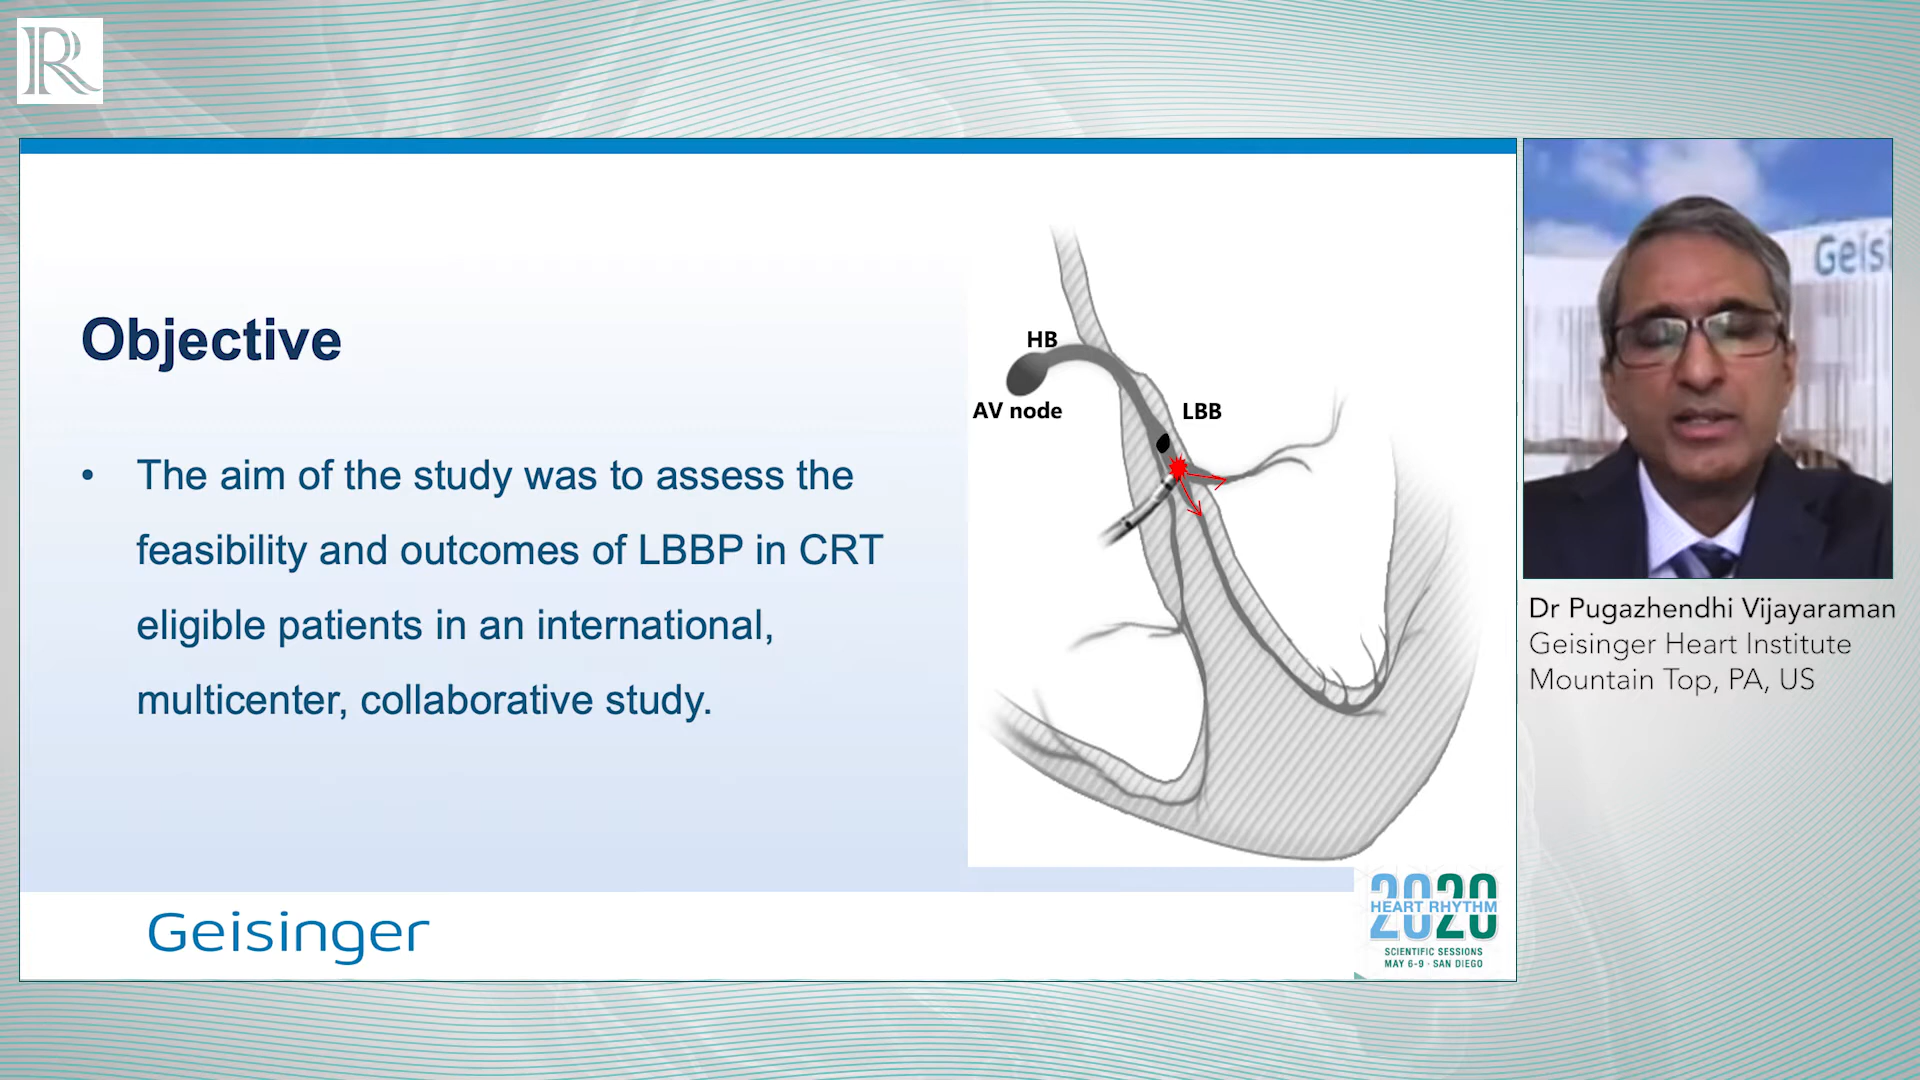 R
Objective
• The aim of the study was to assess the
feasibility and outcomes of LBBP in CRT
eligible patients in an international,
multicenter, collaborative study.
HB
AV node
LBB
Geisinger
2020
HEART RHYTHM
SCIENTIFIC SESSIONS
MAY 6-9 · SAN DIEGO
Geisi
Dr Pugazhendhi Vijayaraman
Geisinger Heart Institute
Mountain Top, PA, US